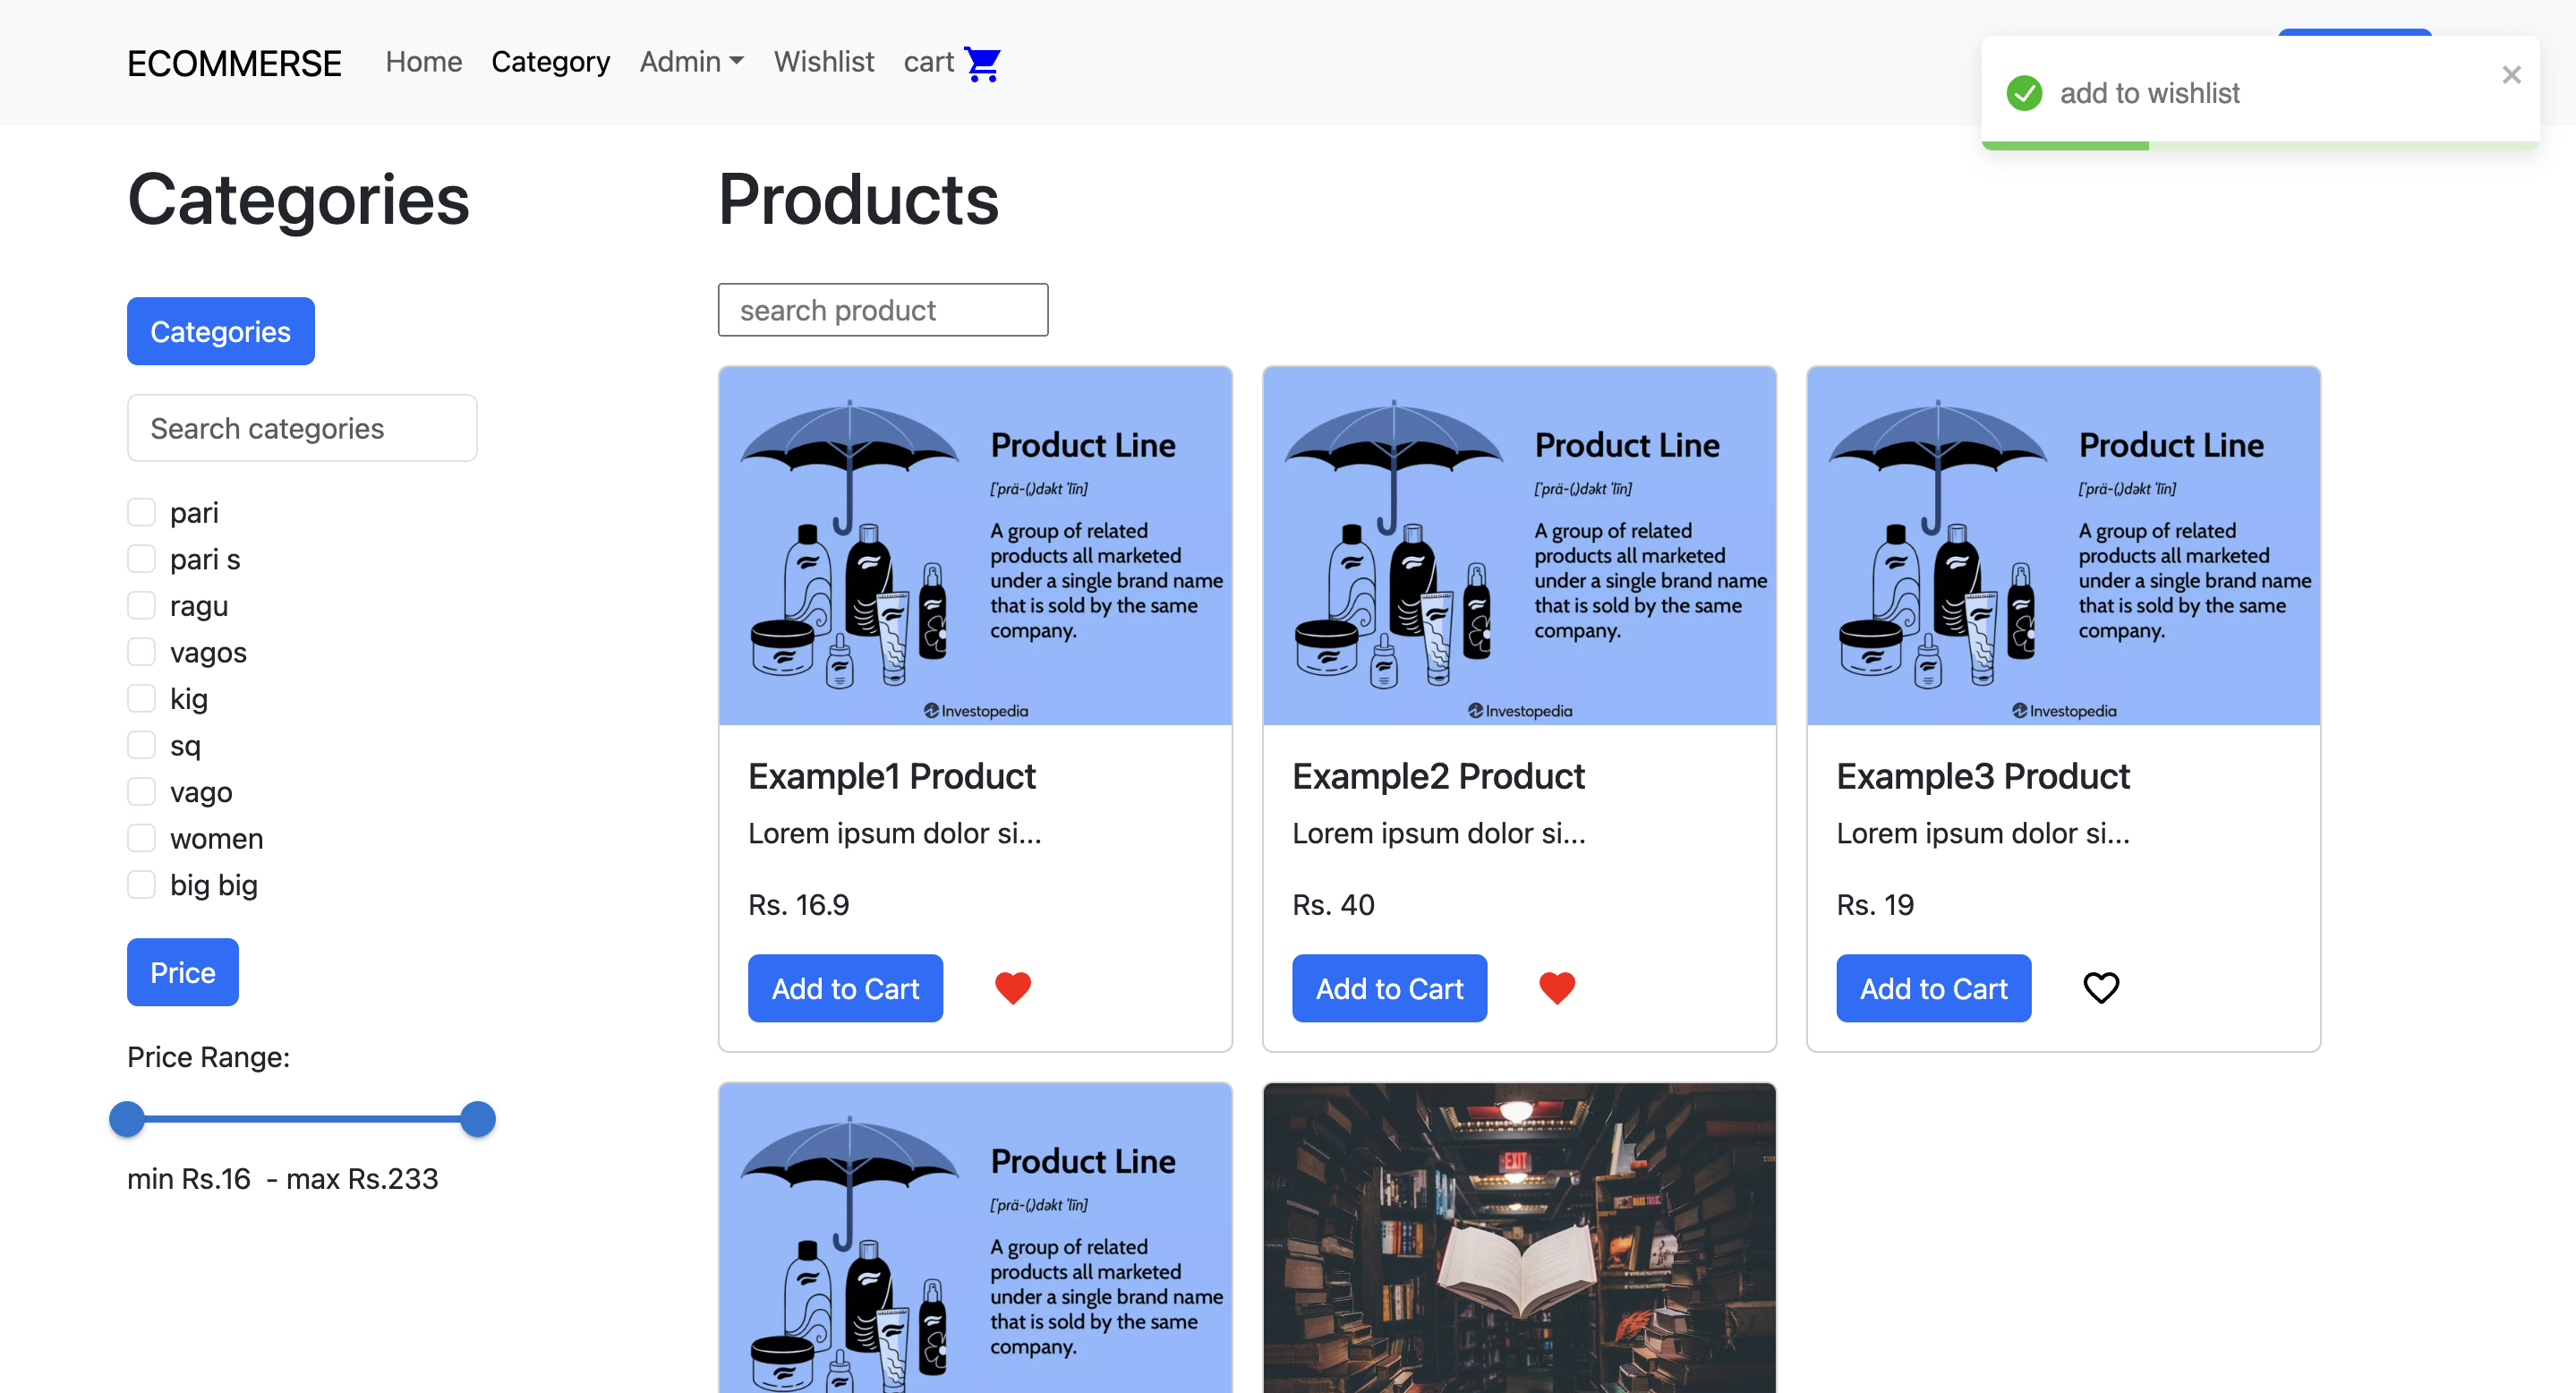 ECOMMERSE Home Category Admin Wishlist cart
add to wishlist
Categories
Categories
Search categories
pari
pari s
ragu
vagos
kig
sq
vago
women
big big
Price
Price Range:
min Rs.16 - max Rs.233
Products
search product
Product Line
['prä-(,)dəkt 'līn]
A group of related
products all marketed
under a single brand name
that is sold by the same
company.
Investopedia
Example1 Product
Lorem ipsum dolor si...
Rs. 16.9
Add to Cart
Product Line
['prä-(,)dəkt 'līn]
A group of related
products all marketed
under a single brand name
that is sold by the same
company.
Investopedia
Example2 Product
Lorem ipsum dolor si...
Rs. 40
Add to Cart
Product Line
['prä-(,)dəkt 'līn]
A group of related
products all marketed
under a single brand name
that is sold by the same
company.
Investopedia
Example3 Product
Lorem ipsum dolor si...
Rs. 19
Add to Cart
Product Line
['prä-(,)dəkt 'līn]
A group of related
products all marketed
under a single brand name
that is sold by the same
company.
EXIT